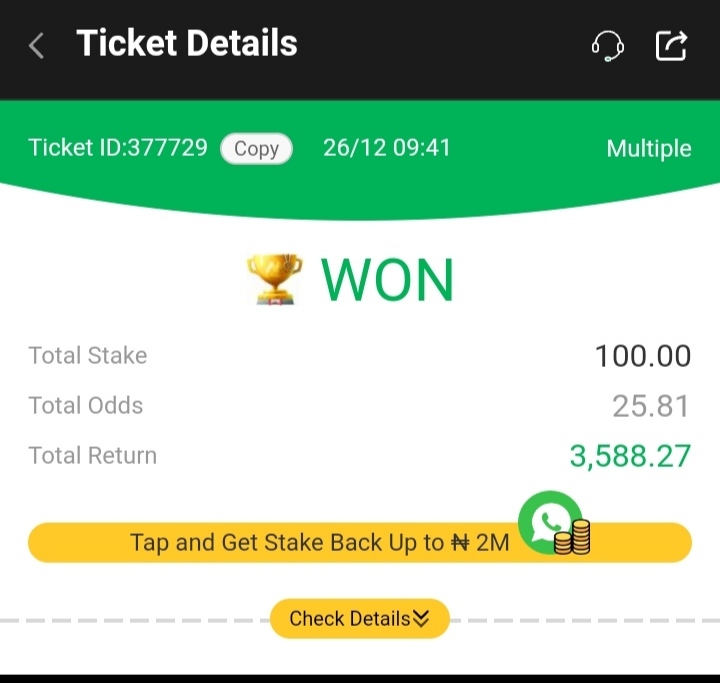 Ticket Details
Ticket ID:377729 Copy 26/12 09:41 Multiple
WON
Total Stake 100.00
Total Odds 25.81
Total Return 3,588.27
Tap and Get Stake Back Up to ₦ 2M
Check Details